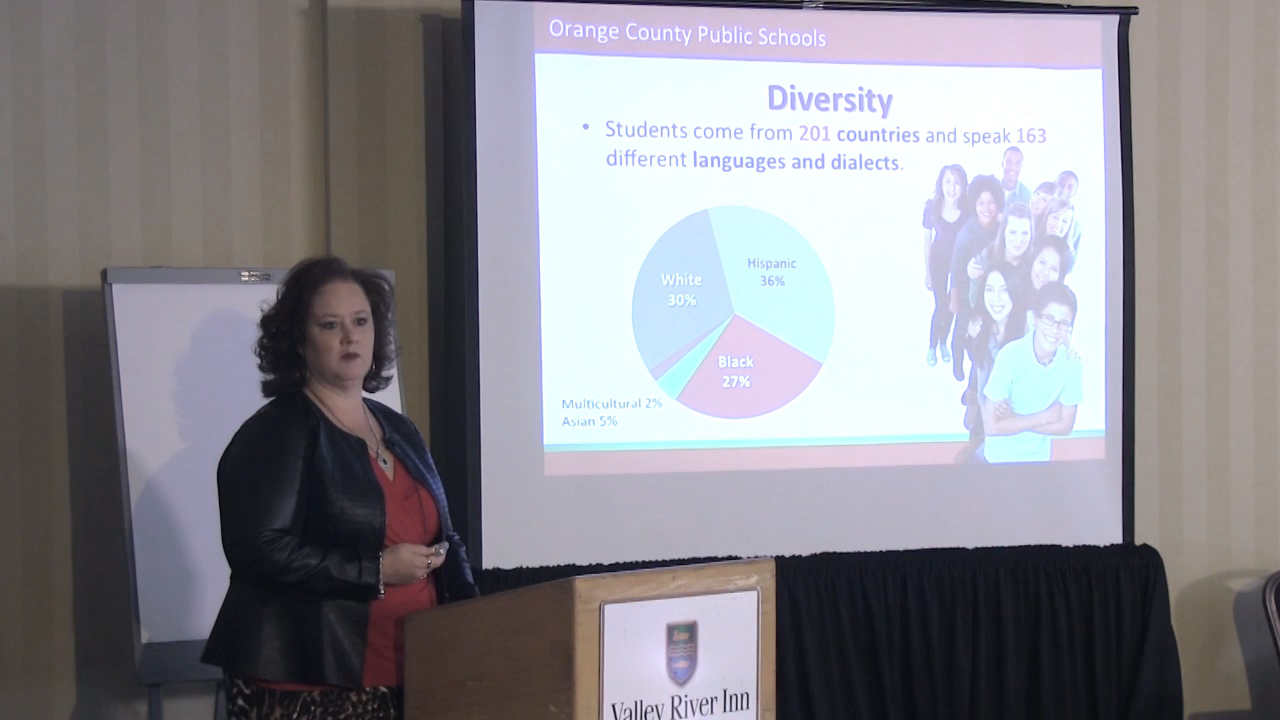 Orange County Public Schools
Diversity
• Students come from 201 countries and speak 163
different languages and dialects.
Hispanic
36%
White
30%
Black
27%
Multicultural 2%
Asian 5%
Valley River Inn